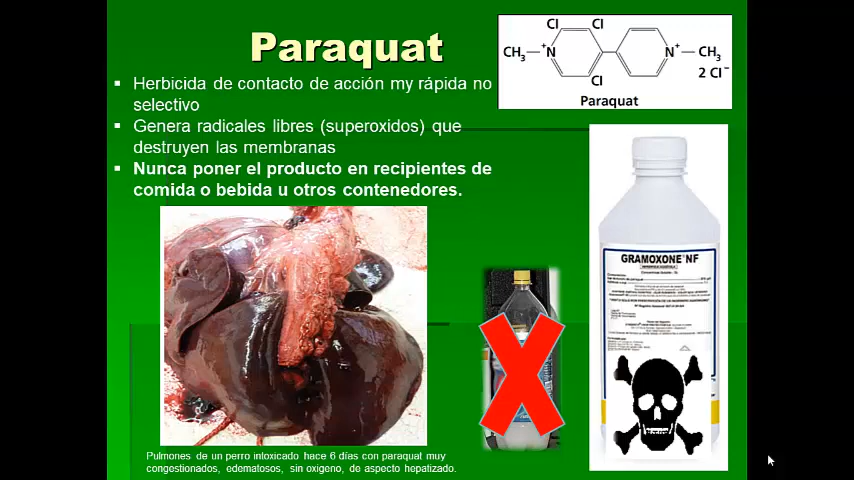 Paraquat
Herbicida de contacto de acción my rápida no
selectivo
Genera radicales libres (superoxidos) que
destruyen las membranas
Nunca poner el producto en recipientes de
comida o bebida u otros contenedores.
Cl Cl
CH3 +N N+ CH3
Cl 2 Cl−
Paraquat
GRAMOXONE NF
Pulmones de un perro intoxicado hace 6 días con paraquat muy
congestionados, edematosos, sin oxigeno, de aspecto hepatizado.